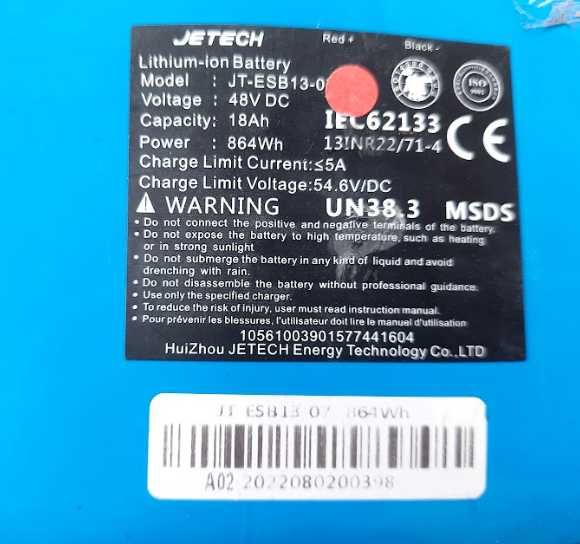 JETECH
Red + Black -
Lithium-ion Battery
Model : JT-ESB13-0
Voltage : 48V DC
Capacity: 18Ah
Power : 864Wh
IEC62133
13INR22/71-4
CE
ISO
Charge Limit Current:≤5A
Charge Limit Voltage:54.6V/DC
WARNING UN38.3 MSDS
• Do not connect the positive and negative terminals of the battery.
• Do not expose the battery to high temperature, such as heating
or in strong sunlight
• Do not submerge the battery in any kind of liquid and avoid
drenching with rain.
• Do not disassemble the battery without professional guidance.
• Use only the specified charger.
• To reduce the risk of injury, user must read instruction manual.
• Pour prévenir les blessures, l'utilisateur doit lire le manuel d'utilisation
10561003901577441604
HuiZhou JETECH Energy Technology Co.,LTD
JT ESB13 07 864Wh
A02 2022080200398